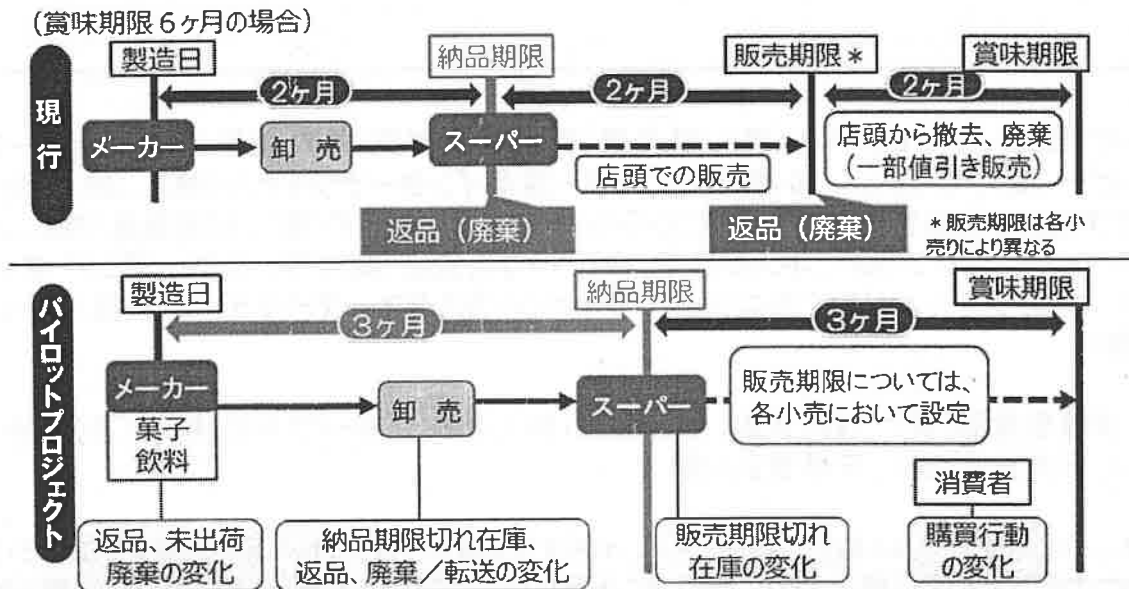 (賞味期限6ヶ月の場合)
現行
製造日
納品期限
販売期限*
賞味期限
2ヶ月
2ヶ月
2ヶ月
メーカー
卸売
スーパー
店頭での販売
店頭から撤去、廃棄
(一部値引き販売)
返品(廃棄)
返品(廃棄)
*販売期限は各小
売りにより異なる
パイロットプロジェクト
製造日
納品期限
賞味期限
3ヶ月
3ヶ月
メーカー
菓子
飲料
卸売
スーパー
販売期限については、
各小売において設定
消費者
返品、未出荷
廃棄の変化
納品期限切れ在庫、
返品、廃棄/転送の変化
販売期限切れ
在庫の変化
購買行動
の変化